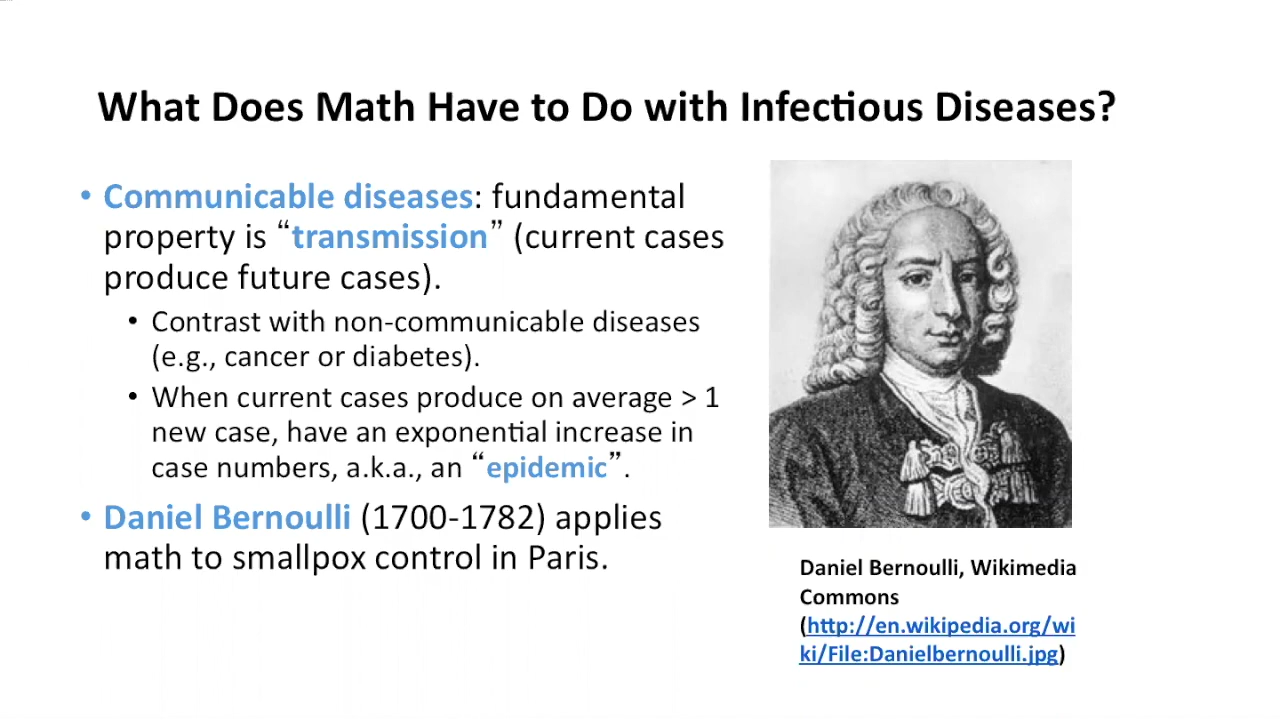 What Does Math Have to Do with Infectious Diseases?
• Communicable diseases: fundamental
property is “transmission” (current cases
produce future cases).
• Contrast with non-communicable diseases
(e.g., cancer or diabetes).
• When current cases produce on average > 1
new case, have an exponential increase in
case numbers, a.k.a., an “epidemic”.
• Daniel Bernoulli (1700-1782) applies
math to smallpox control in Paris.
Daniel Bernoulli, Wikimedia
Commons
(http://en.wikipedia.org/wi
ki/File:Danielbernoulli.jpg)